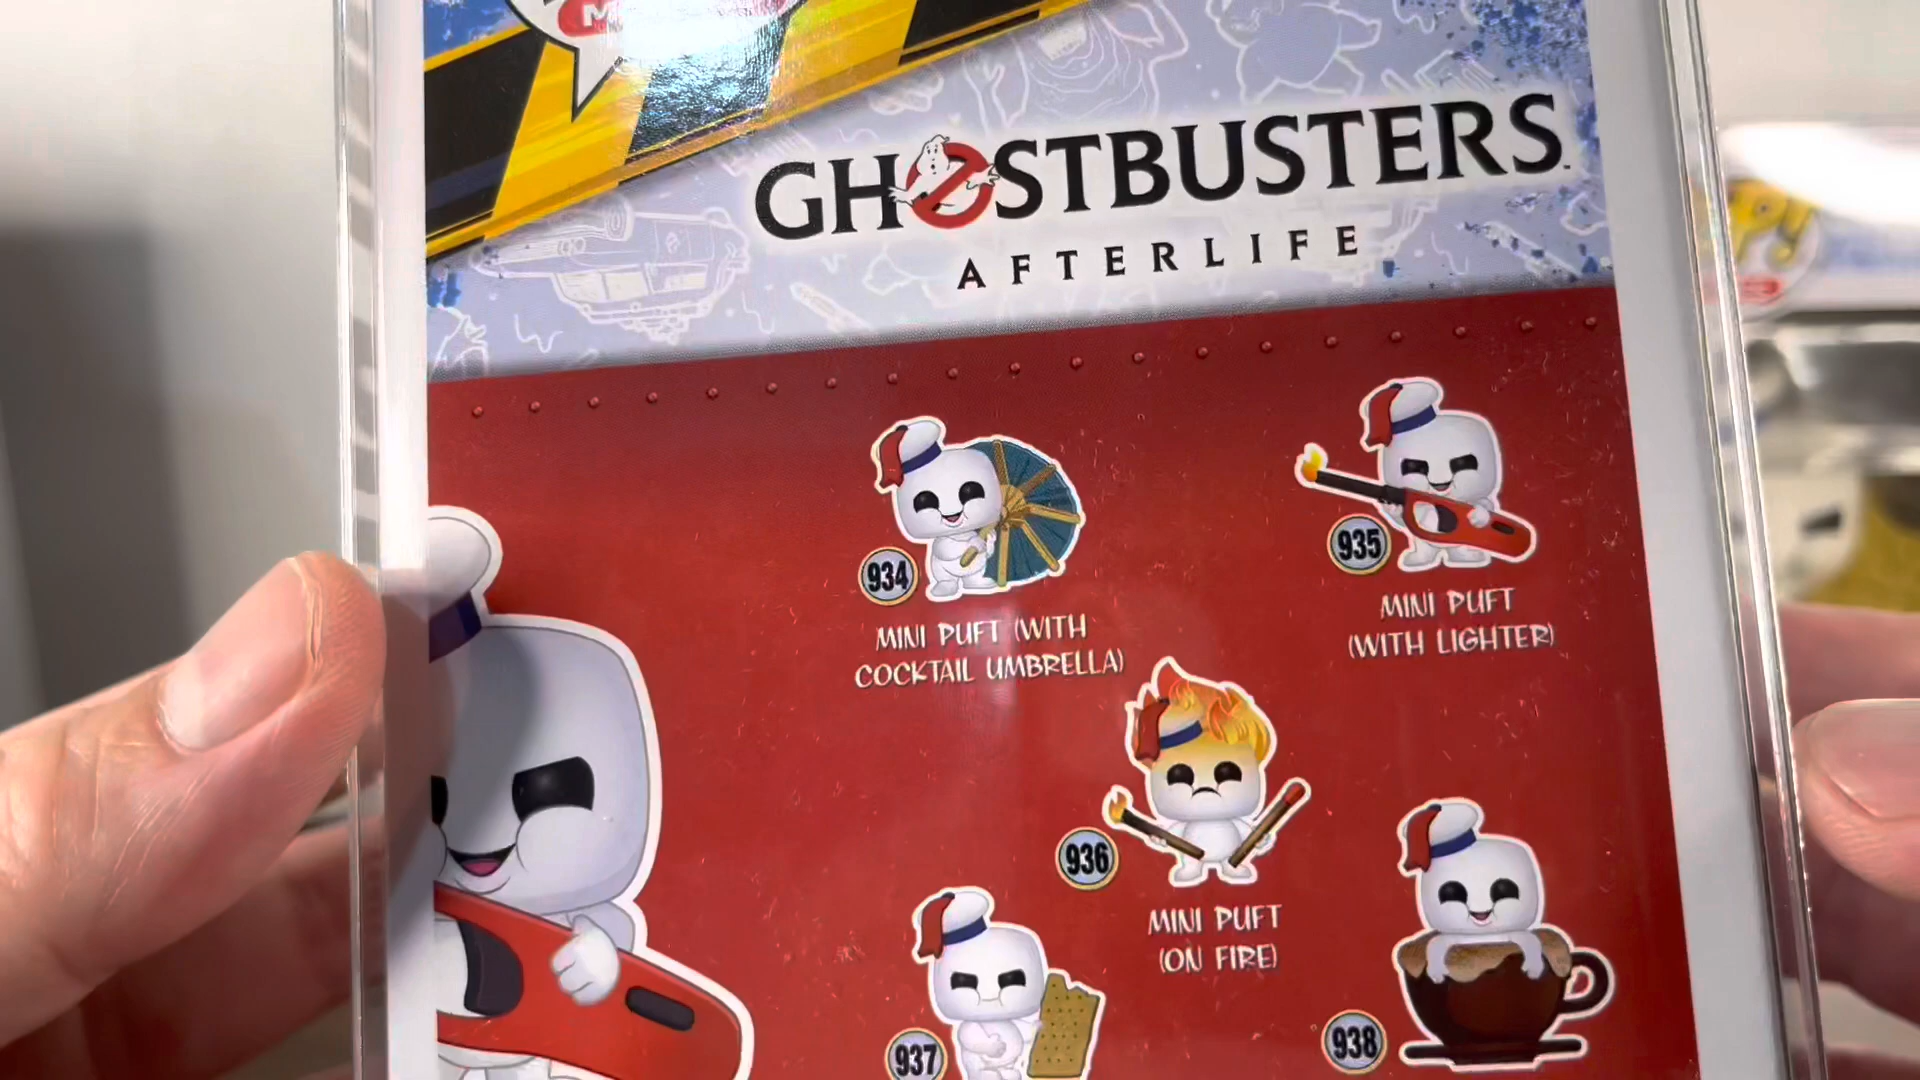 GHOSTBUSTERS
AFTERLIFE
934
MINI PUFT (WITH
COCKTAIL UMBRELLA)
935
MINI PUFT
(WITH LIGHTER)
936
MINI PUFT
(ON FIRE)
937
938